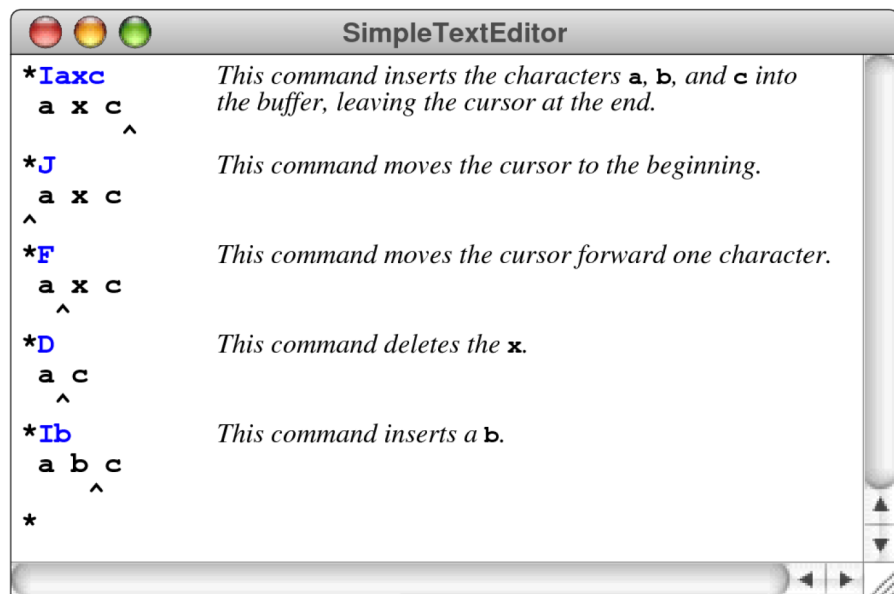 SimpleTextEditor
*Iaxc This command inserts the characters a, b, and c into
a x c the buffer, leaving the cursor at the end.
^
*J This command moves the cursor to the beginning.
a x c
^
*F This command moves the cursor forward one character.
a x c
^
*D This command deletes the x.
a c
^
*Ib This command inserts a b.
a b c
^
*